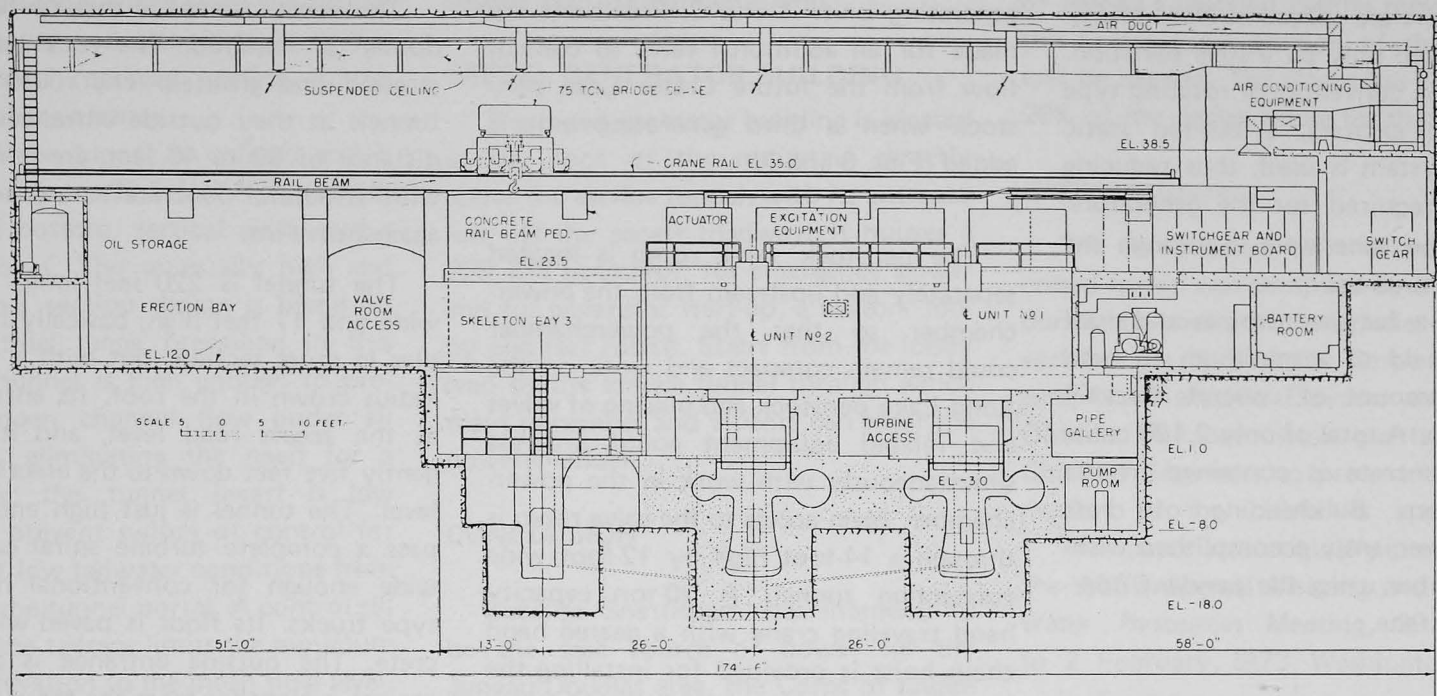 AIR DUCT
SUSPENDED CEILING
75 TON BRIDGE CRANE
AIR CONDITIONING
EQUIPMENT
EL.38.5
CRANE RAIL EL.35.0
RAIL BEAM
CONCRETE
RAIL BEAM PED.
ACTUATOR
EXCITATION
EQUIPMENT
OIL STORAGE
SWITCHGEAR AND
INSTRUMENT BOARD
SWITCH
GEAR
EL.23.5
ERECTION BAY
VALVE
ROOM
ACCESS
SKELETON BAY 3
℄ UNIT Nº 2
℄ UNIT Nº 1
BATTERY
ROOM
EL.12.0
SCALE 5 0 5 10 FEET
TURBINE
ACCESS
PIPE
GALLERY
EL.1.0
PUMP
ROOM
EL.-3.0
EL.-8.0
EL.-18.0
51'-0"
13'-0"
26'-0"
26'-0"
58'-0"
174'-6"